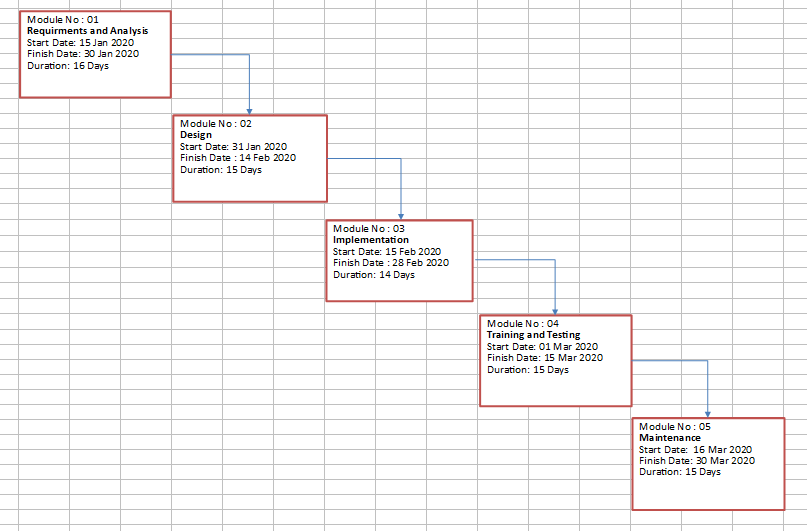 Module No : 01
Requirments and Analysis
Start Date: 15 Jan 2020
Finish Date: 30 Jan 2020
Duration: 16 Days
Module No : 02
Design
Start Date: 31 Jan 2020
Finish Date : 14 Feb 2020
Duration: 15 Days
Module No : 03
Implementation
Start Date: 15 Feb 2020
Finish Date : 28 Feb 2020
Duration: 14 Days
Module No : 04
Training and Testing
Start Date: 01 Mar 2020
Finish Date: 15 Mar 2020
Duration: 15 Days
Module No : 05
Maintenance
Start Date:  16 Mar 2020
Finish Date: 30 Mar 2020
Duration: 15 Days